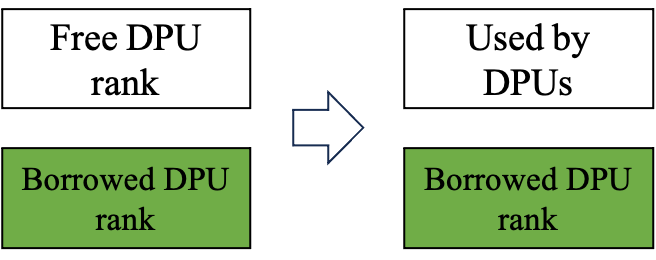 Free DPU
rank
Used by
DPUs
Borrowed DPU
rank
Borrowed DPU
rank